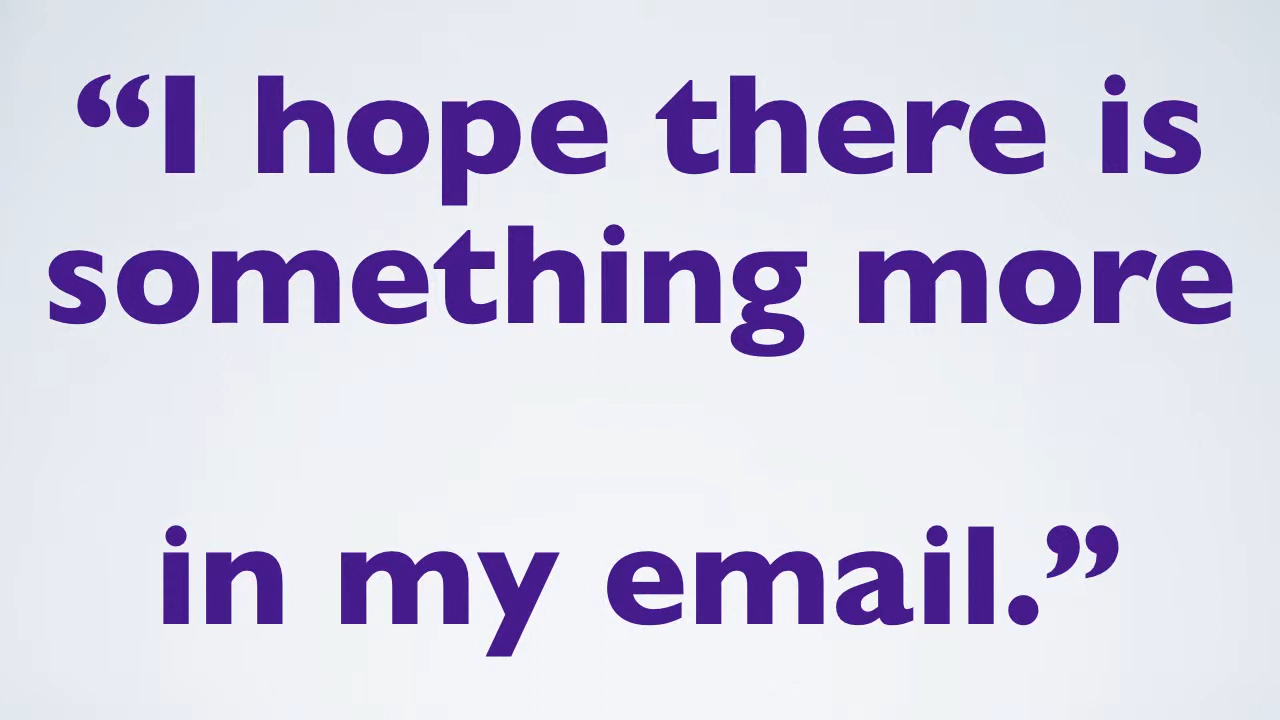 “I hope there is
something more
in my email.”